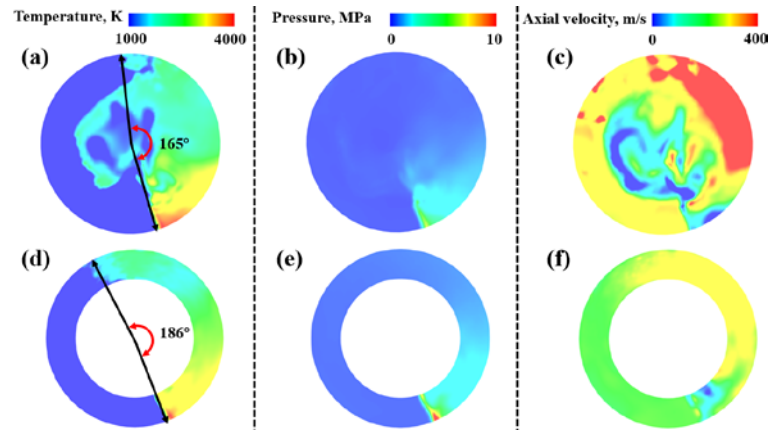 Temperature, K
1000 4000
Pressure, MPa
0 10
Axial velocity, m/s
0 400
(a)
165°
(b)
(c)
(d)
186°
(e)
(f)